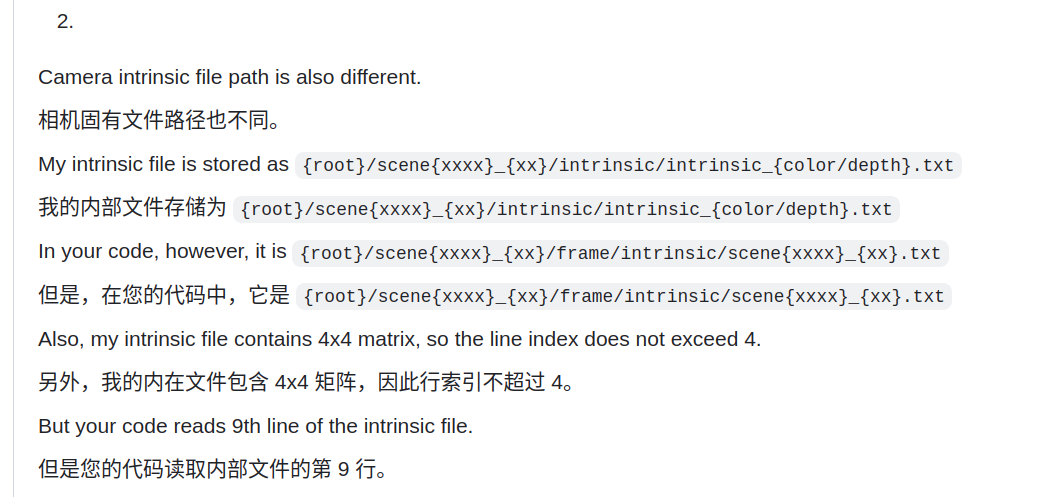 2.
Camera intrinsic file path is also different.
相机固有文件路径也不同。
My intrinsic file is stored as {root}/scene{xxxx}_{xx}/intrinsic/intrinsic_{color/depth}.txt
我的内部文件存储为 {root}/scene{xxxx}_{xx}/intrinsic/intrinsic_{color/depth}.txt
In your code, however, it is {root}/scene{xxxx}_{xx}/frame/intrinsic/scene{xxxx}_{xx}.txt
但是，在您的代码中，它是 {root}/scene{xxxx}_{xx}/frame/intrinsic/scene{xxxx}_{xx}.txt
Also, my intrinsic file contains 4x4 matrix, so the line index does not exceed 4.
另外，我的内在文件包含 4x4 矩阵，因此行索引不超过 4。
But your code reads 9th line of the intrinsic file.
但是您的代码读取内部文件的第 9 行。